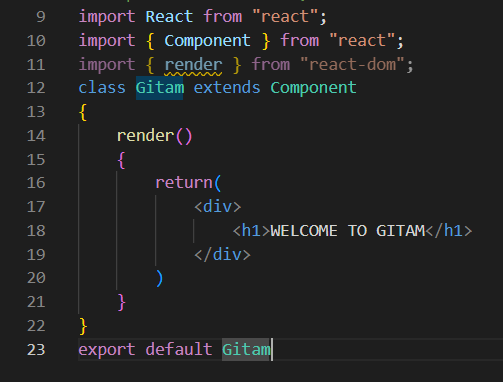 9 import React from "react";
10 import { Component } from "react";
11 import { render } from "react-dom";
12 class Gitam extends Component
13 {
14 render()
15 {
16 return(
17 <div>
18 <h1>WELCOME TO GITAM</h1>
19 </div>
20 )
21 }
22 }
23 export default Gitam